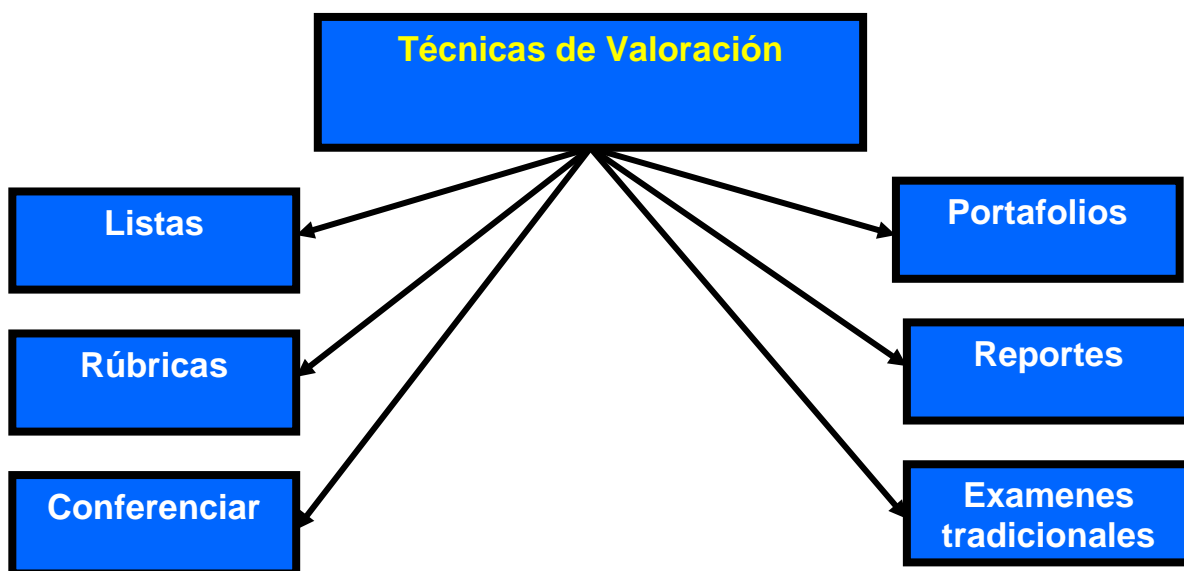 Técnicas de Valoración
Listas
Portafolios
Rúbricas
Reportes
Conferenciar
Examenes
tradicionales